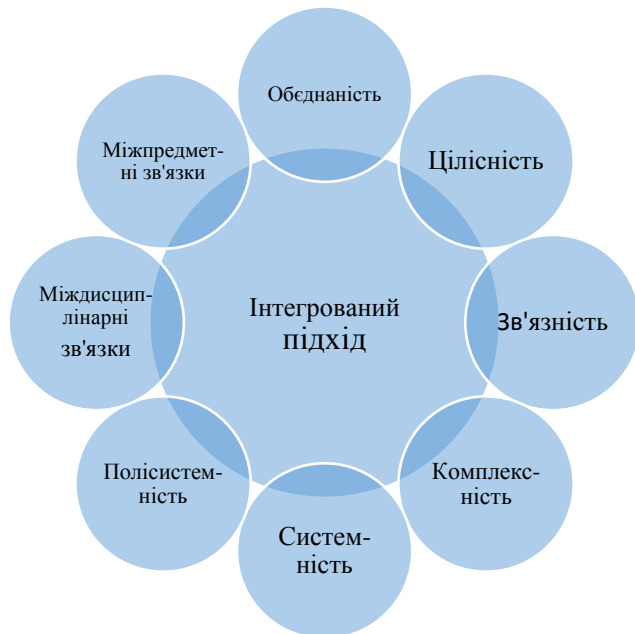 Обєднаність
Цілісність
Зв'язність
Комплекс-
ність
Систем-
ність
Полісистем-
ність
Міждисцип-
лінарні
зв'язки
Міжпредмет-
ні зв'язки
Інтегрований
підхід